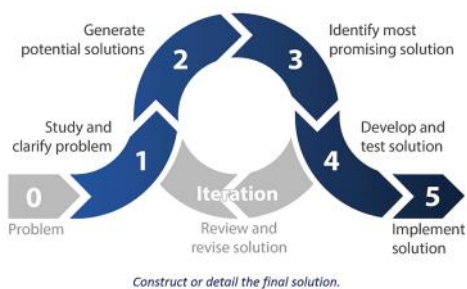 0
Problem
1
Study and
clarify problem
2
Generate
potential solutions
3
Identify most
promising solution
4
Develop and
test solution
5
Implement
solution
Iteration
Review and
revise solution
Construct or detail the final solution.